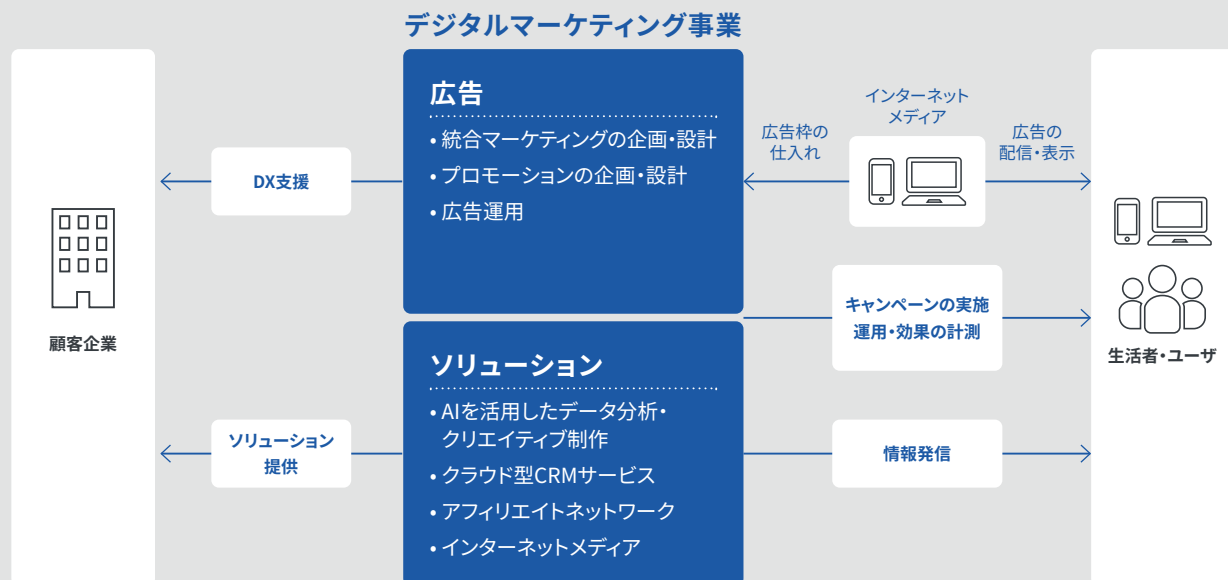 デジタルマーケティング事業
顧客企業
DX支援
ソリューション
提供
広告
• 統合マーケティングの企画・設計
• プロモーションの企画・設計
• 広告運用
ソリューション
• AIを活用したデータ分析・
クリエイティブ制作
• クラウド型CRMサービス
• アフィリエイトネットワーク
• インターネットメディア
広告枠の
仕入れ
インターネット
メディア
広告の
配信・表示
キャンペーンの実施
運用・効果の計測
情報発信
生活者・ユーザ